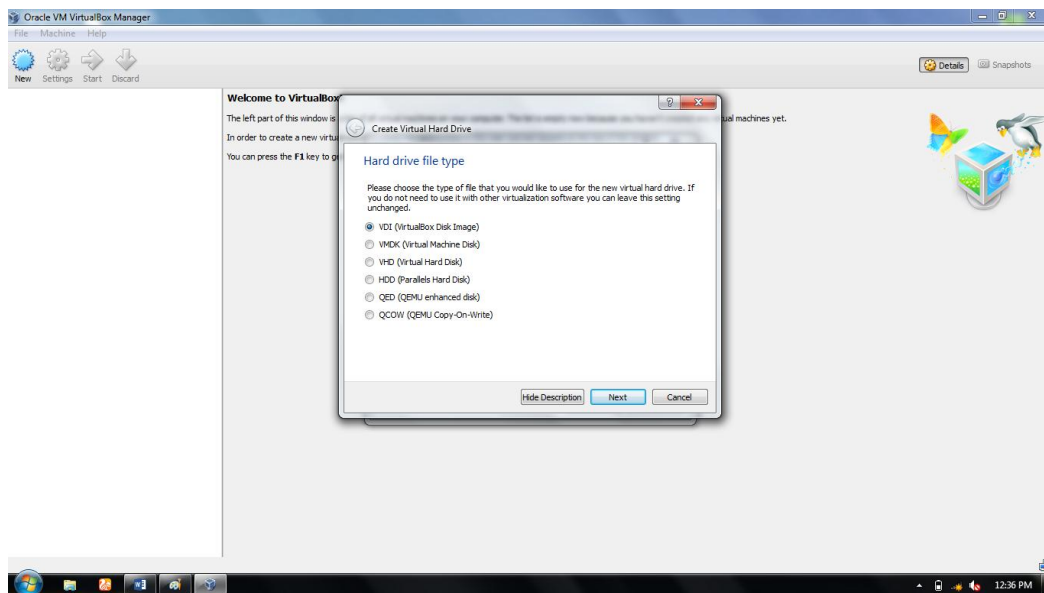 Oracle VM VirtualBox Manager
File Machine Help
New Settings Start Discard
Details Snapshots
Welcome to VirtualBox
The left part of this window is
tual machines yet.
In order to create a new virtu
You can press the F1 key to g
Create Virtual Hard Drive
Hard drive file type
Please choose the type of file that you would like to use for the new virtual hard drive. If
you do not need to use it with other virtualization software you can leave this setting
unchanged.
VDI (VirtualBox Disk Image)
VMDK (Virtual Machine Disk)
VHD (Virtual Hard Disk)
HDD (Parallels Hard Disk)
QED (QEMU enhanced disk)
QCOW (QEMU Copy-On-Write)
Hide Description Next Cancel
12:36 PM